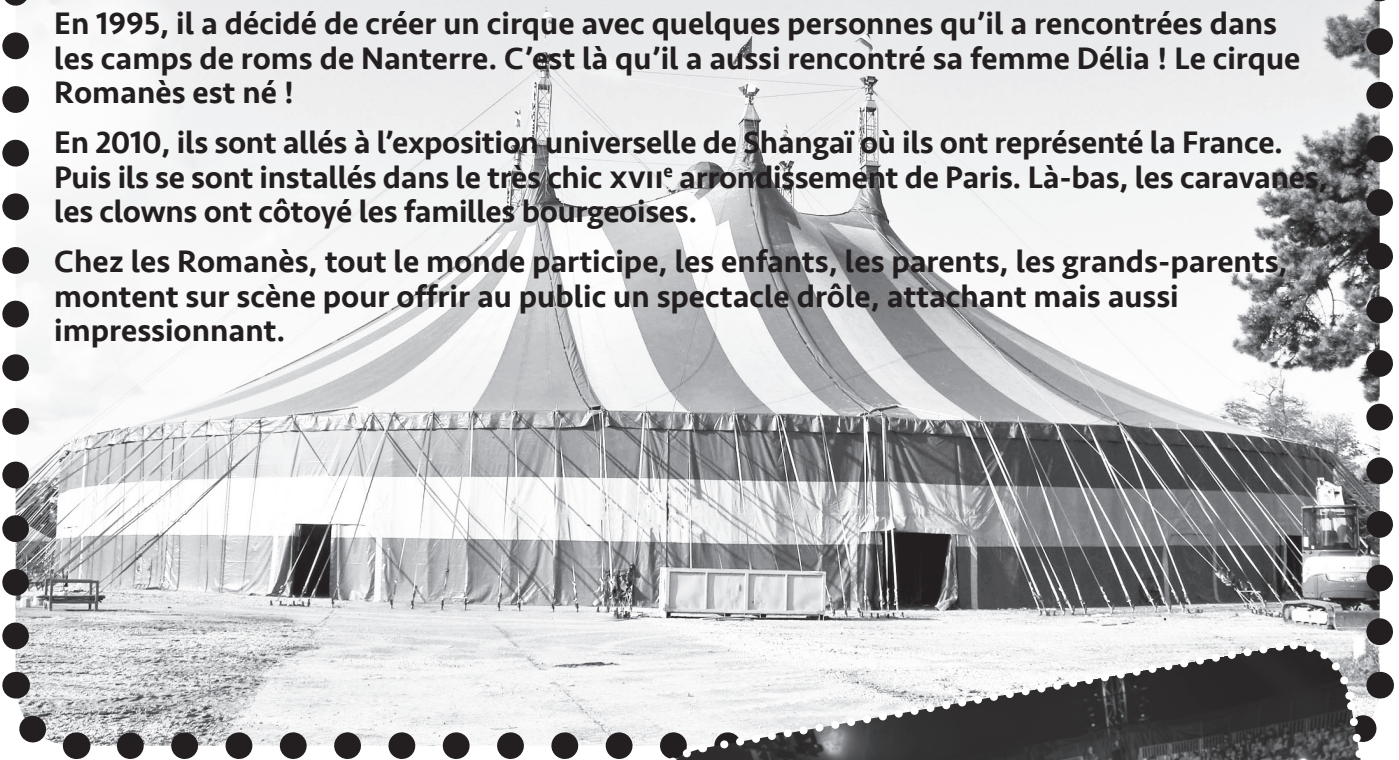 En 1995, il a décidé de créer un cirque avec quelques personnes qu’il a rencontrées dans
les camps de roms de Nanterre. C’est là qu’il a aussi rencontré sa femme Délia ! Le cirque
Romanès est né !
En 2010, ils sont allés à l’exposition universelle de Shangaï où ils ont représenté la France.
Puis ils se sont installés dans le très chic XVIIᵉ arrondissement de Paris. Là-bas, les caravanes,
les clowns ont côtoyé les familles bourgeoises.
Chez les Romanès, tout le monde participe, les enfants, les parents, les grands-parents,
montent sur scène pour offrir au public un spectacle drôle, attachant mais aussi
impressionnant.